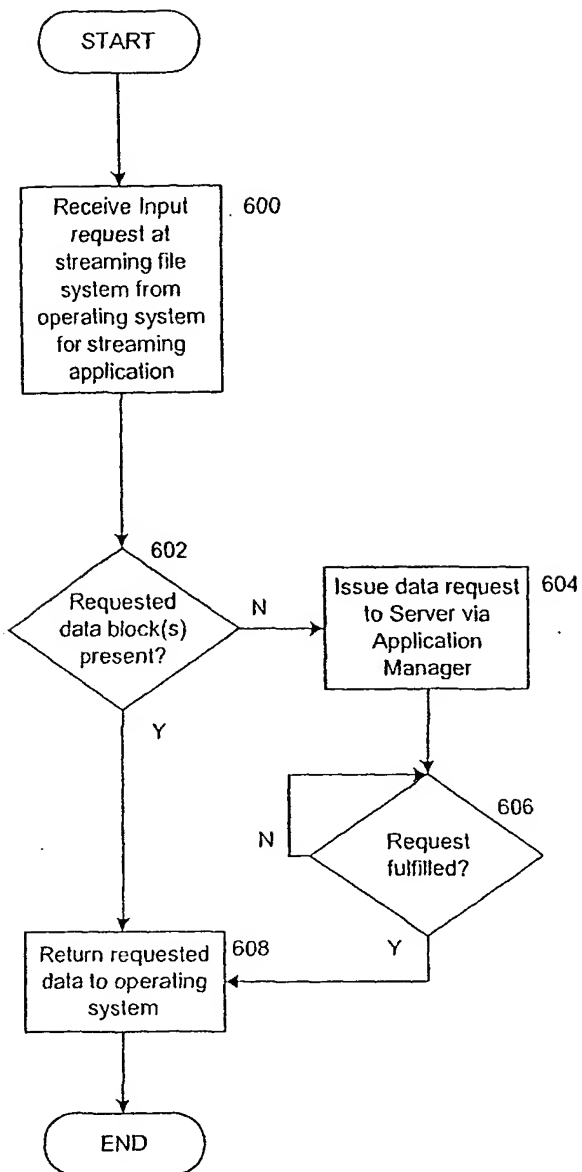 START
Receive Input
request at
streaming file
system from
operating system
for streaming
application
600
602
Requested
data block(s)
present?
N
Y
Issue data request
to Server via
Application
Manager
604
606
Request
fulfilled?
N
Y
Return requested
data to operating
system
608
END